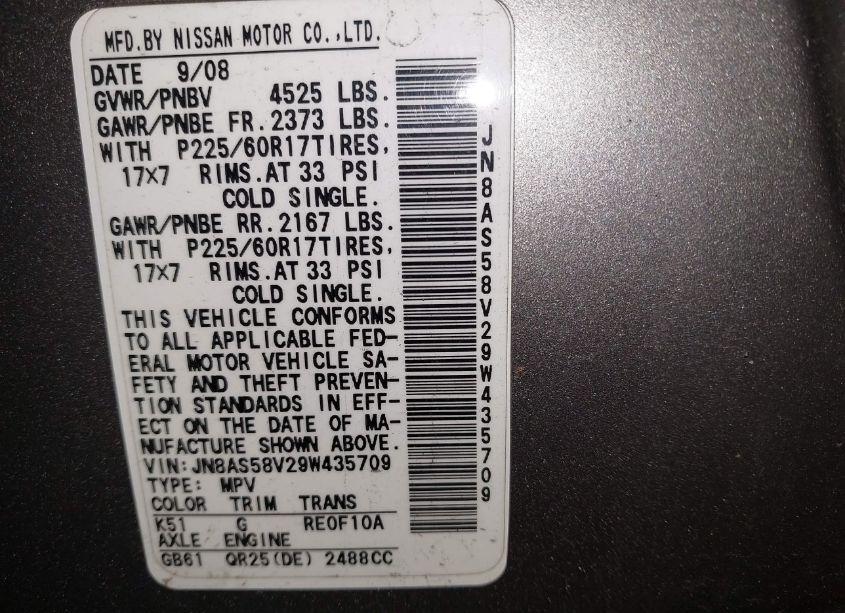 MFD.BY NISSAN MOTOR CO.,LTD.
DATE 9/08
GVWR/PNBV 4525 LBS.
GAWR/PNBE FR.2373 LBS.
WITH P225/60R17TIRES,
17×7 RIMS.AT 33 PSI
COLD SINGLE.
GAWR/PNBE RR.2167 LBS.
WITH P225/60R17TIRES,
17×7 RIMS.AT 33 PSI
COLD SINGLE.
THIS VEHICLE CONFORMS
TO ALL APPLICABLE FED-
ERAL MOTOR VEHICLE SA-
FETY AND THEFT PREVEN-
TION STANDARDS IN EFF-
ECT ON THE DATE OF MA-
NUFACTURE SHOWN ABOVE.
VIN:JN8AS58V29W435709
TYPE: MPV
COLOR TRIM TRANS
K51 G RE0F10A
AXLE ENGINE
GB61 QR25(DE) 2488CC
JN8AS58V29W435709